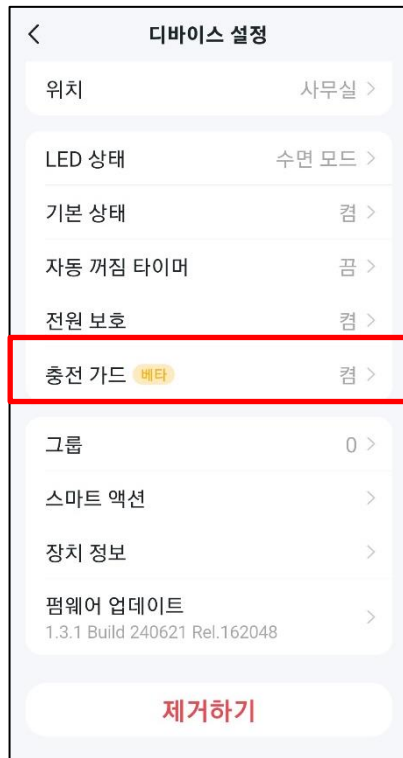 디바이스 설정
위치 사무실
LED 상태 수면 모드
기본 상태 켬
자동 꺼짐 타이머 끔
전원 보호 켬
충전 가드 베타 켬
그룹 0
스마트 액션
장치 정보
펌웨어 업데이트
1.3.1 Build 240621 Rel.162048
제거하기